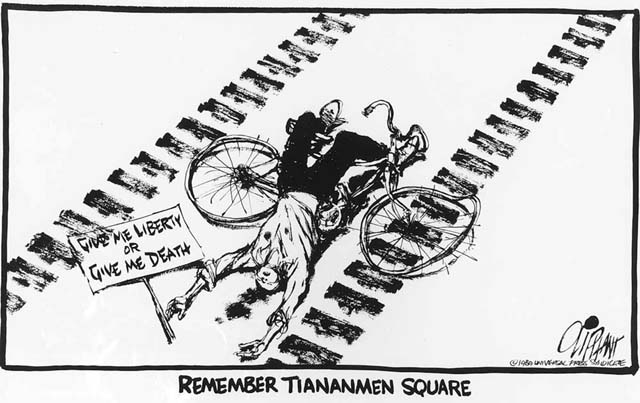 GIVE ME LIBERTY
OR
GIVE ME DEATH
OLIPHANT
© 1989 UNIVERSAL PRESS SYNDICATE
REMEMBER TIANANMEN SQUARE